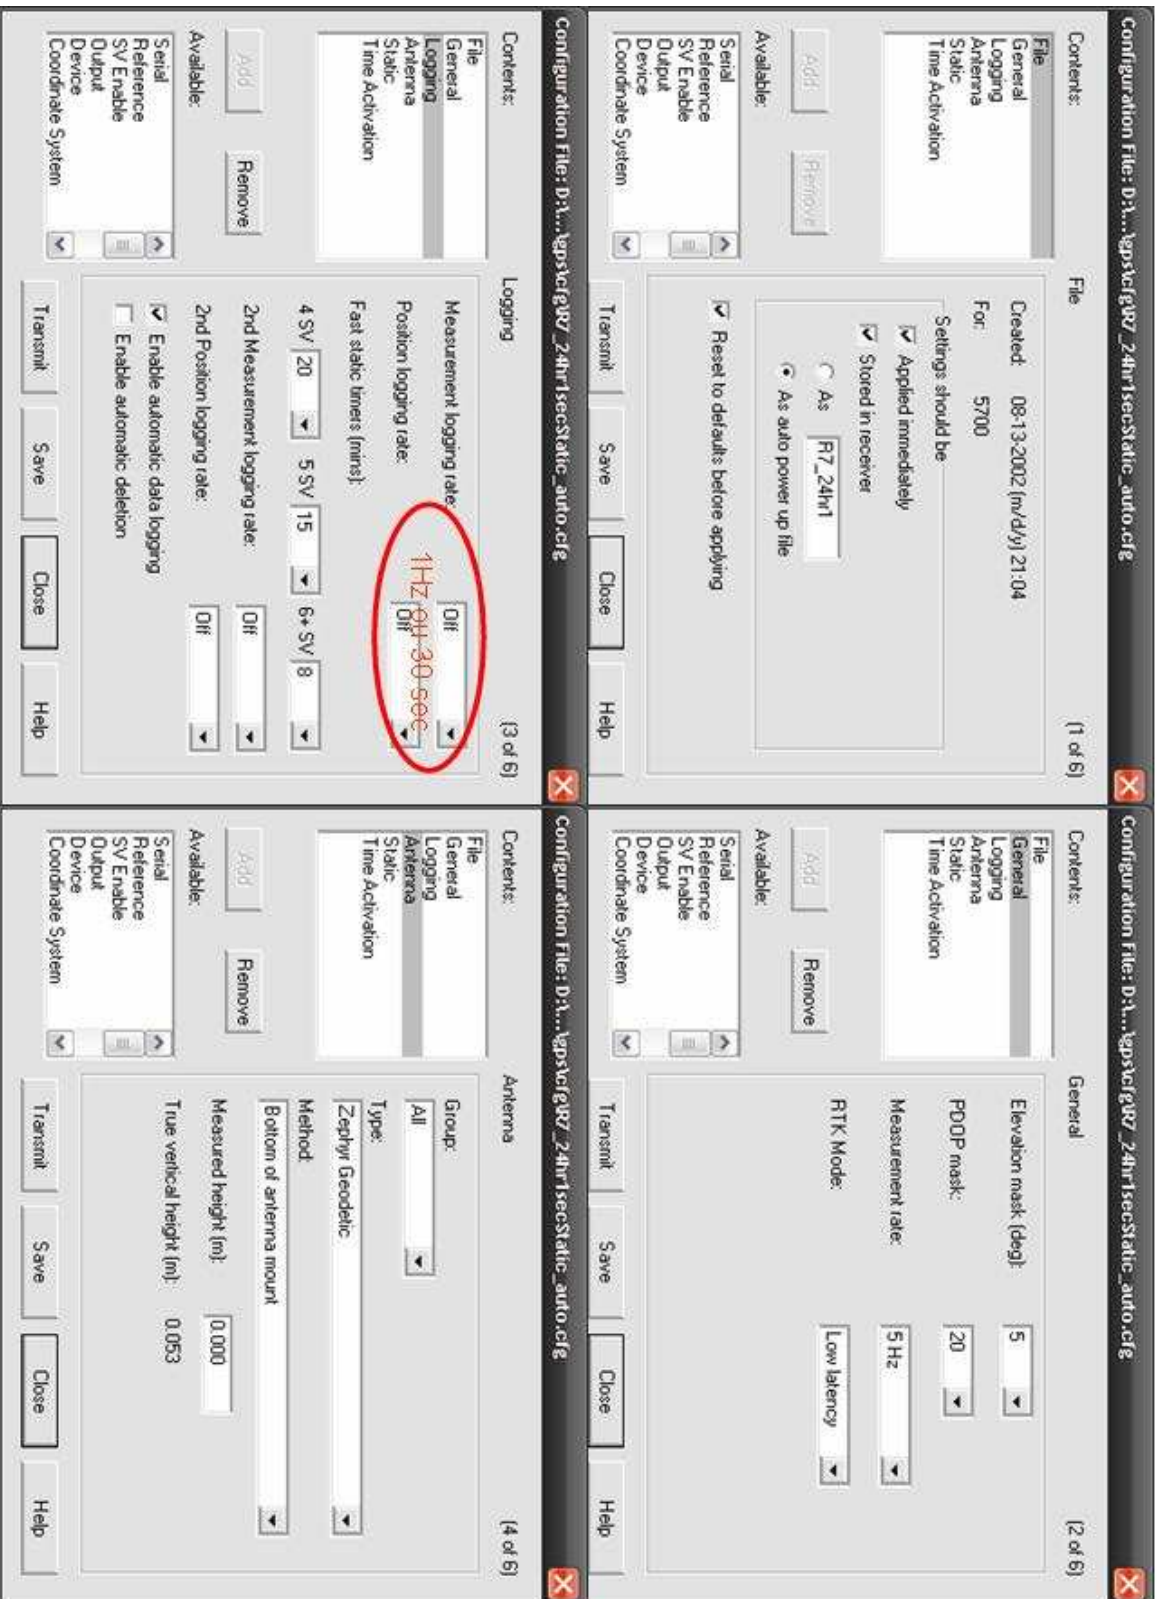 Configuration File: D:\...\gps\cfg\R7_24hr1secStatic_auto.cfg
Contents:
File
General
Logging
Antenna
Static
Time Activation
Add
Remove
Available:
Serial
Reference
SV Enable
Output
Device
Coordinate System
File
(1 of 6)
Created: 08-13-2002 (m/d/y) 21:04
For: 5700
Settings should be
Applied immediately
Stored in receiver
As R7_24hr1
As auto power up file
Reset to defaults before applying
Transmit
Save
Close
Help
Configuration File: D:\...\gps\cfg\R7_24hr1secStatic_auto.cfg
Contents:
File
General
Logging
Antenna
Static
Time Activation
Add
Remove
Available:
Serial
Reference
SV Enable
Output
Device
Coordinate System
General
(2 of 6)
Elevation mask (deg): 5
PDOP mask: 20
Measurement rate: 5 Hz
RTK Mode: Low latency
Transmit
Save
Close
Help
Configuration File: D:\...\gps\cfg\R7_24hr1secStatic_auto.cfg
Contents:
File
General
Logging
Antenna
Static
Time Activation
Add
Remove
Available:
Serial
Reference
SV Enable
Output
Device
Coordinate System
Logging
(3 of 6)
Measurement logging rate: Off
1Hz ou 30 sec
Position logging rate: Off
Fast static timers (mins):
4 SV 20 5 SV 15 6+ SV 8
2nd Measurement logging rate: Off
2nd Position logging rate: Off
Enable automatic data logging
Enable automatic deletion
Transmit
Save
Close
Help
Configuration File: D:\...\gps\cfg\R7_24hr1secStatic_auto.cfg
Contents:
File
General
Logging
Antenna
Static
Time Activation
Add
Remove
Available:
Serial
Reference
SV Enable
Output
Device
Coordinate System
Antenna
(4 of 6)
Group:
All
Type:
Zephyr Geodetic
Method:
Bottom of antenna mount
Measured height (m): 0.000
True vertical height (m): 0.053
Transmit
Save
Close
Help